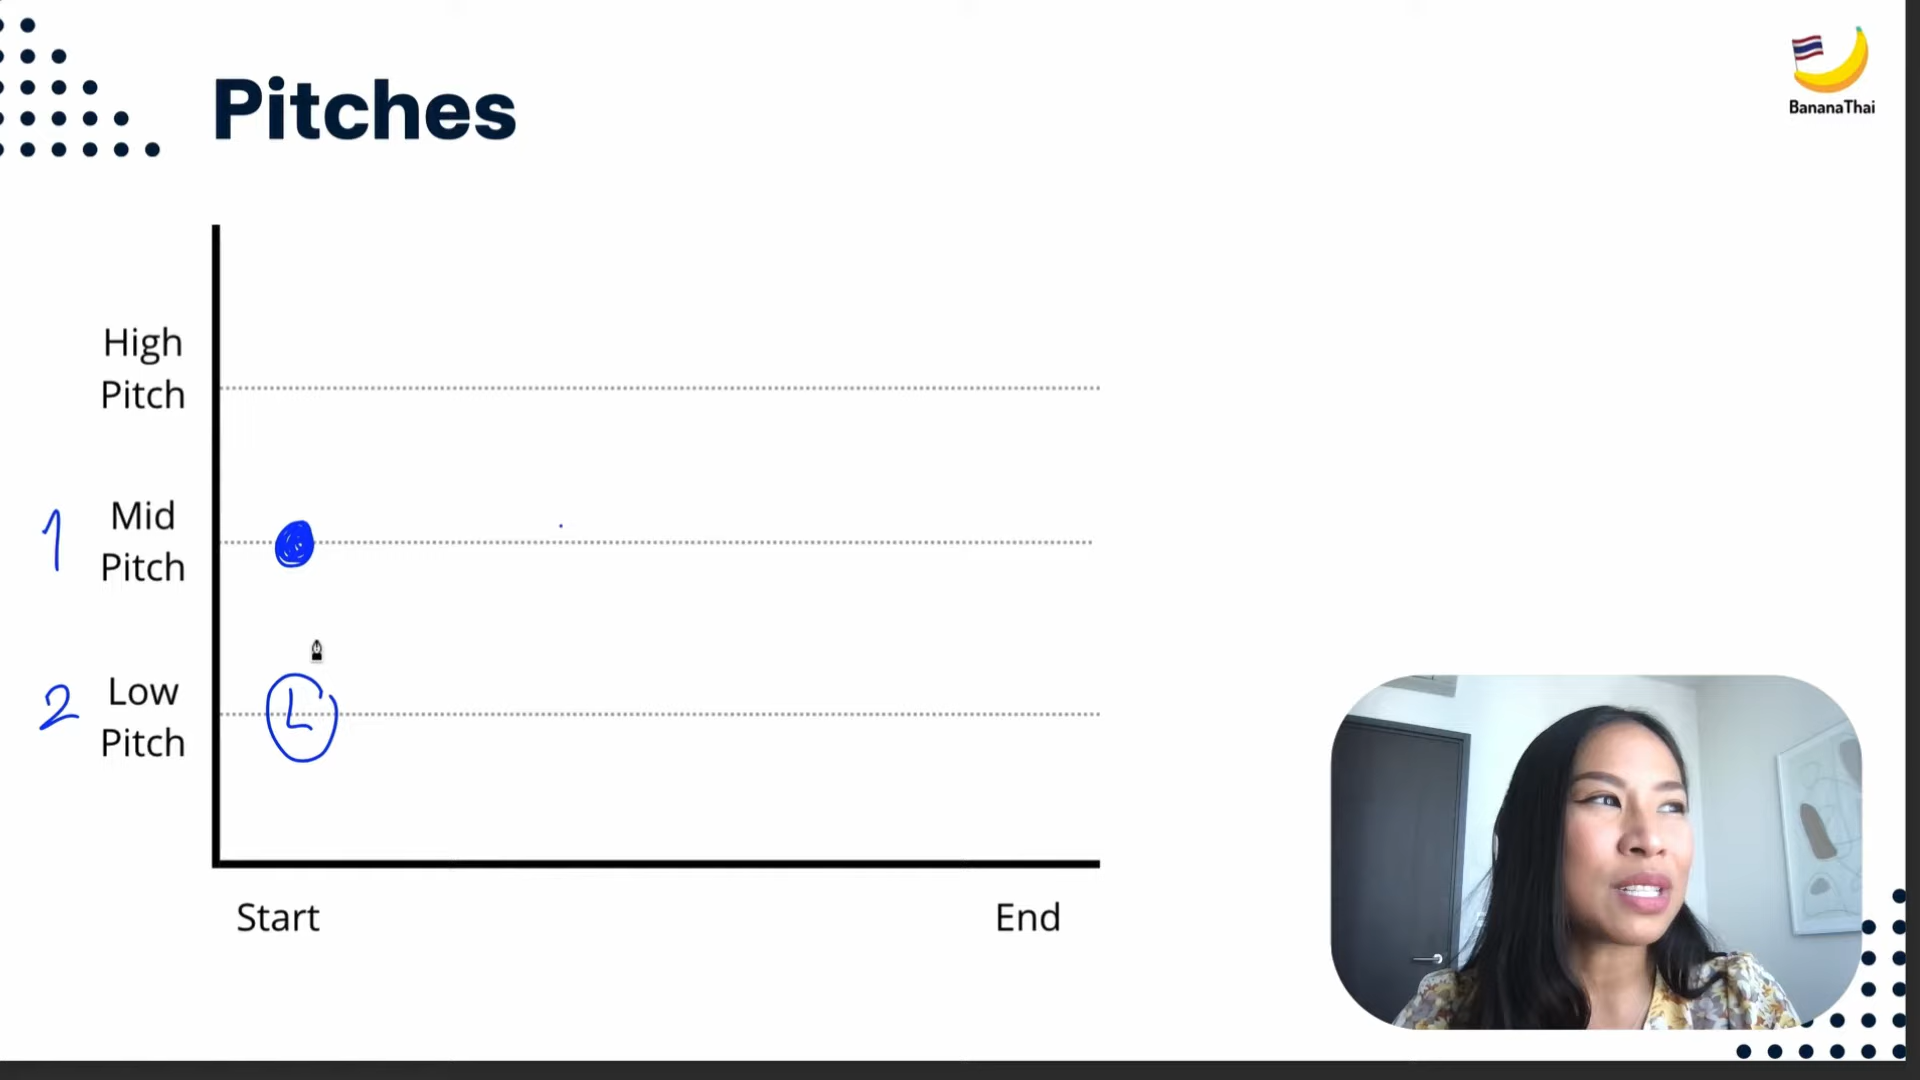 Pitches
BananaThai
High
Pitch
1
Mid
Pitch
2
Low
Pitch
L
Start
End